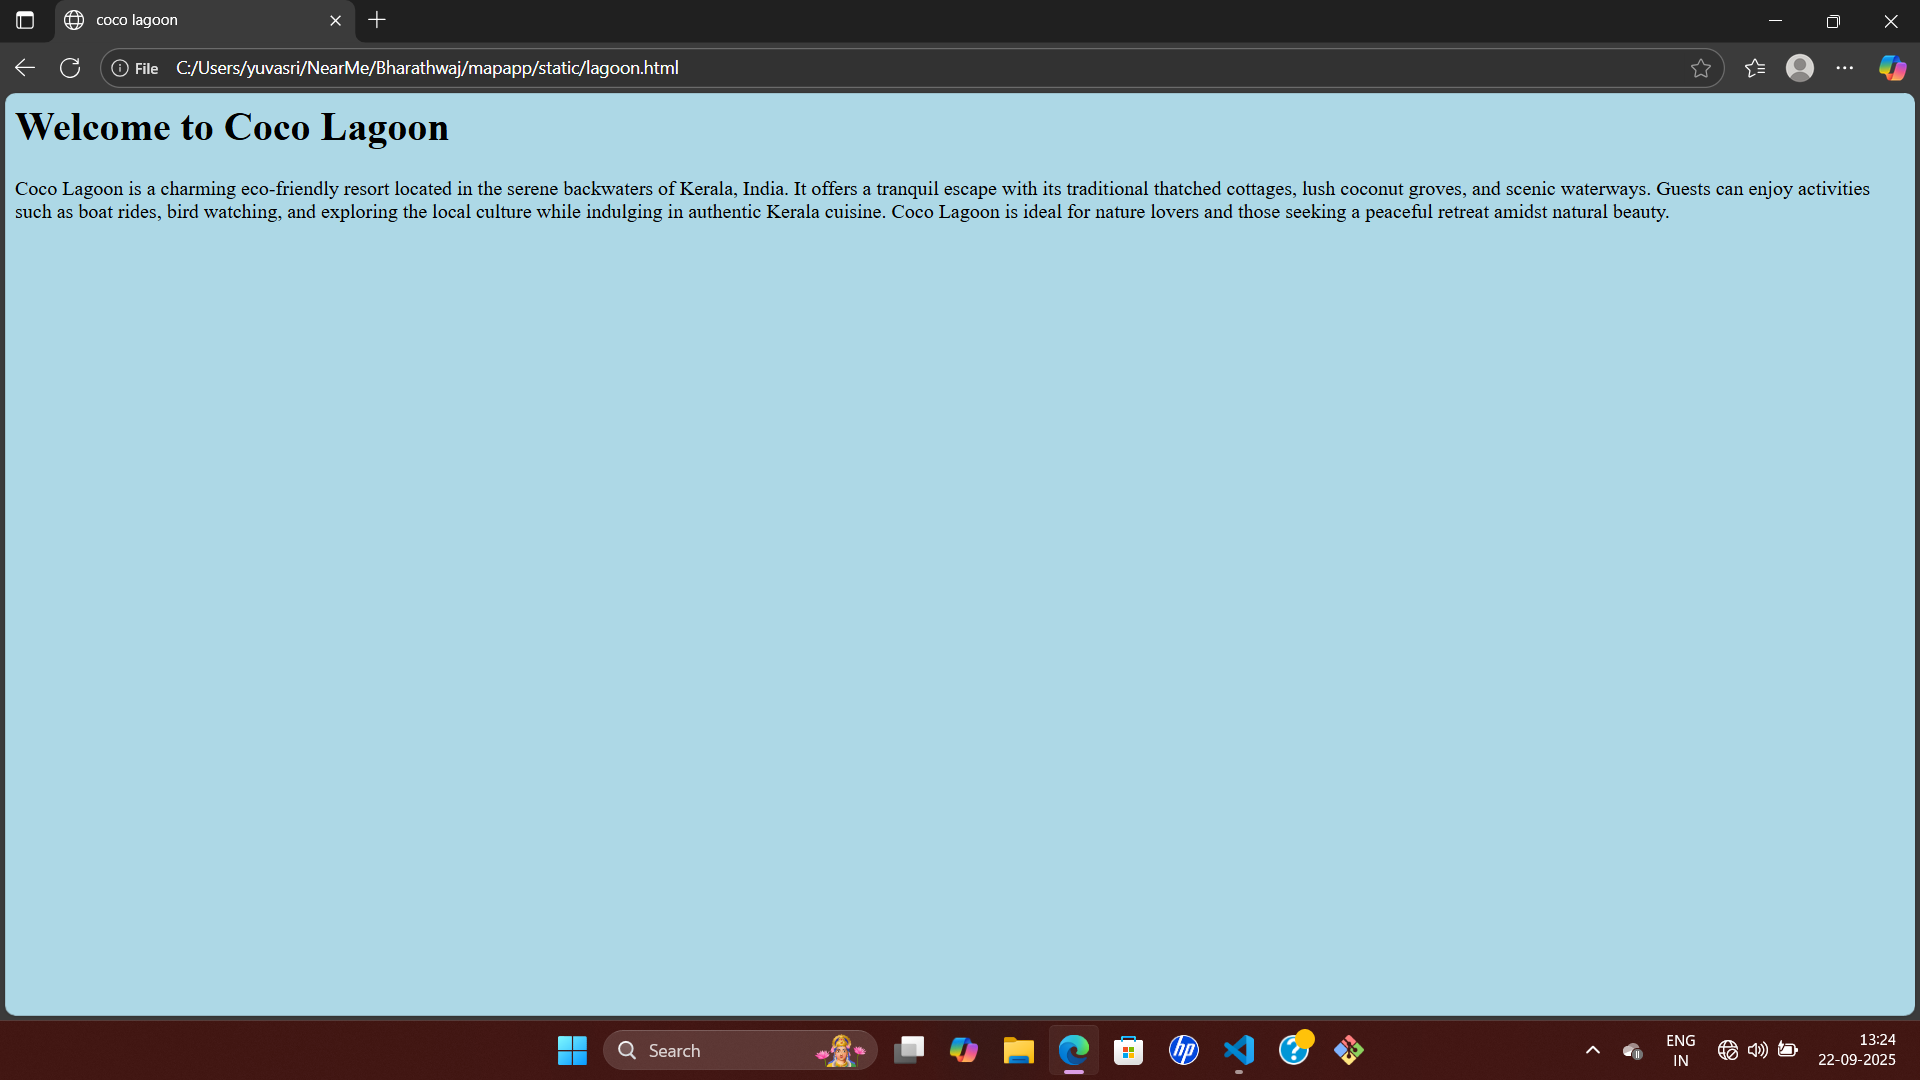 coco lagoon
File C:/Users/yuvasri/NearMe/Bharathwaj/mapapp/static/lagoon.html
Welcome to Coco Lagoon
Coco Lagoon is a charming eco-friendly resort located in the serene backwaters of Kerala, India. It offers a tranquil escape with its traditional thatched cottages, lush coconut groves, and scenic waterways. Guests can enjoy activities
such as boat rides, bird watching, and exploring the local culture while indulging in authentic Kerala cuisine. Coco Lagoon is ideal for nature lovers and those seeking a peaceful retreat amidst natural beauty.
Search
hp
ENG
IN
13:24
22-09-2025